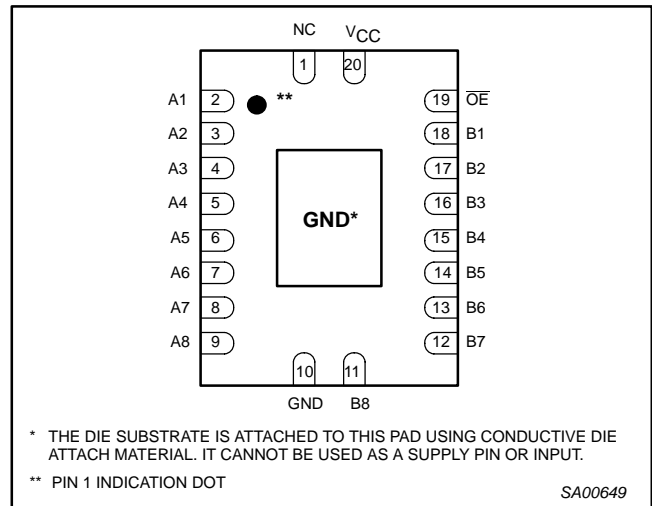 NC VCC
1 20
A1 2 ** 19 OE
A2 3 18 B1
A3 4 17 B2
A4 5 16 B3
GND*
A5 6 15 B4
A6 7 14 B5
A7 8 13 B6
A8 9 12 B7
10 11
GND B8
* THE DIE SUBSTRATE IS ATTACHED TO THIS PAD USING CONDUCTIVE DIE
ATTACH MATERIAL. IT CANNOT BE USED AS A SUPPLY PIN OR INPUT.
** PIN 1 INDICATION DOT
SA00649